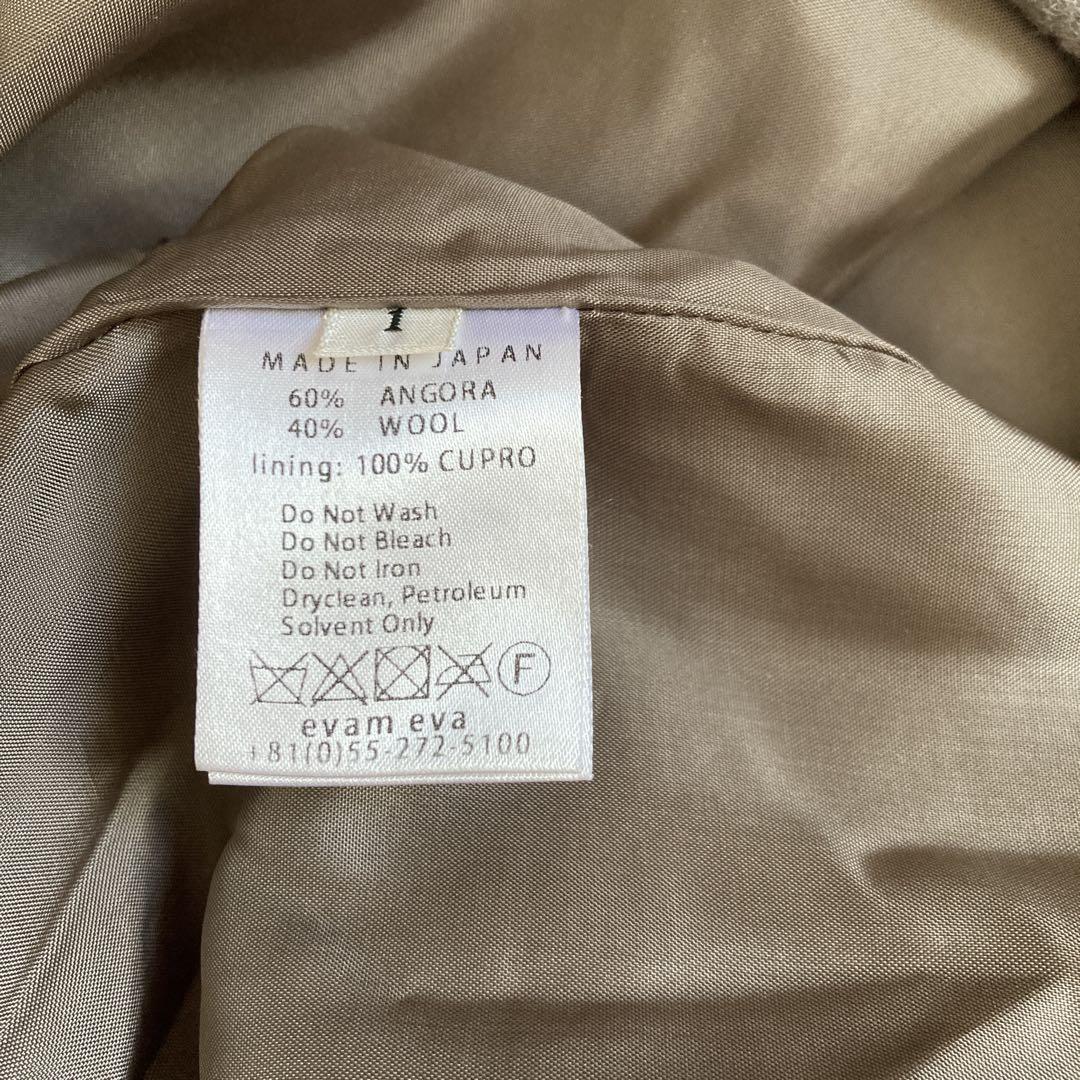 1
MADE IN JAPAN
60% ANGORA
40% WOOL
lining: 100% CUPRO
Do Not Wash
Do Not Bleach
Do Not Iron
Dryclean, Petroleum
Solvent Only
F
evam eva
+81(0)55-272-5100